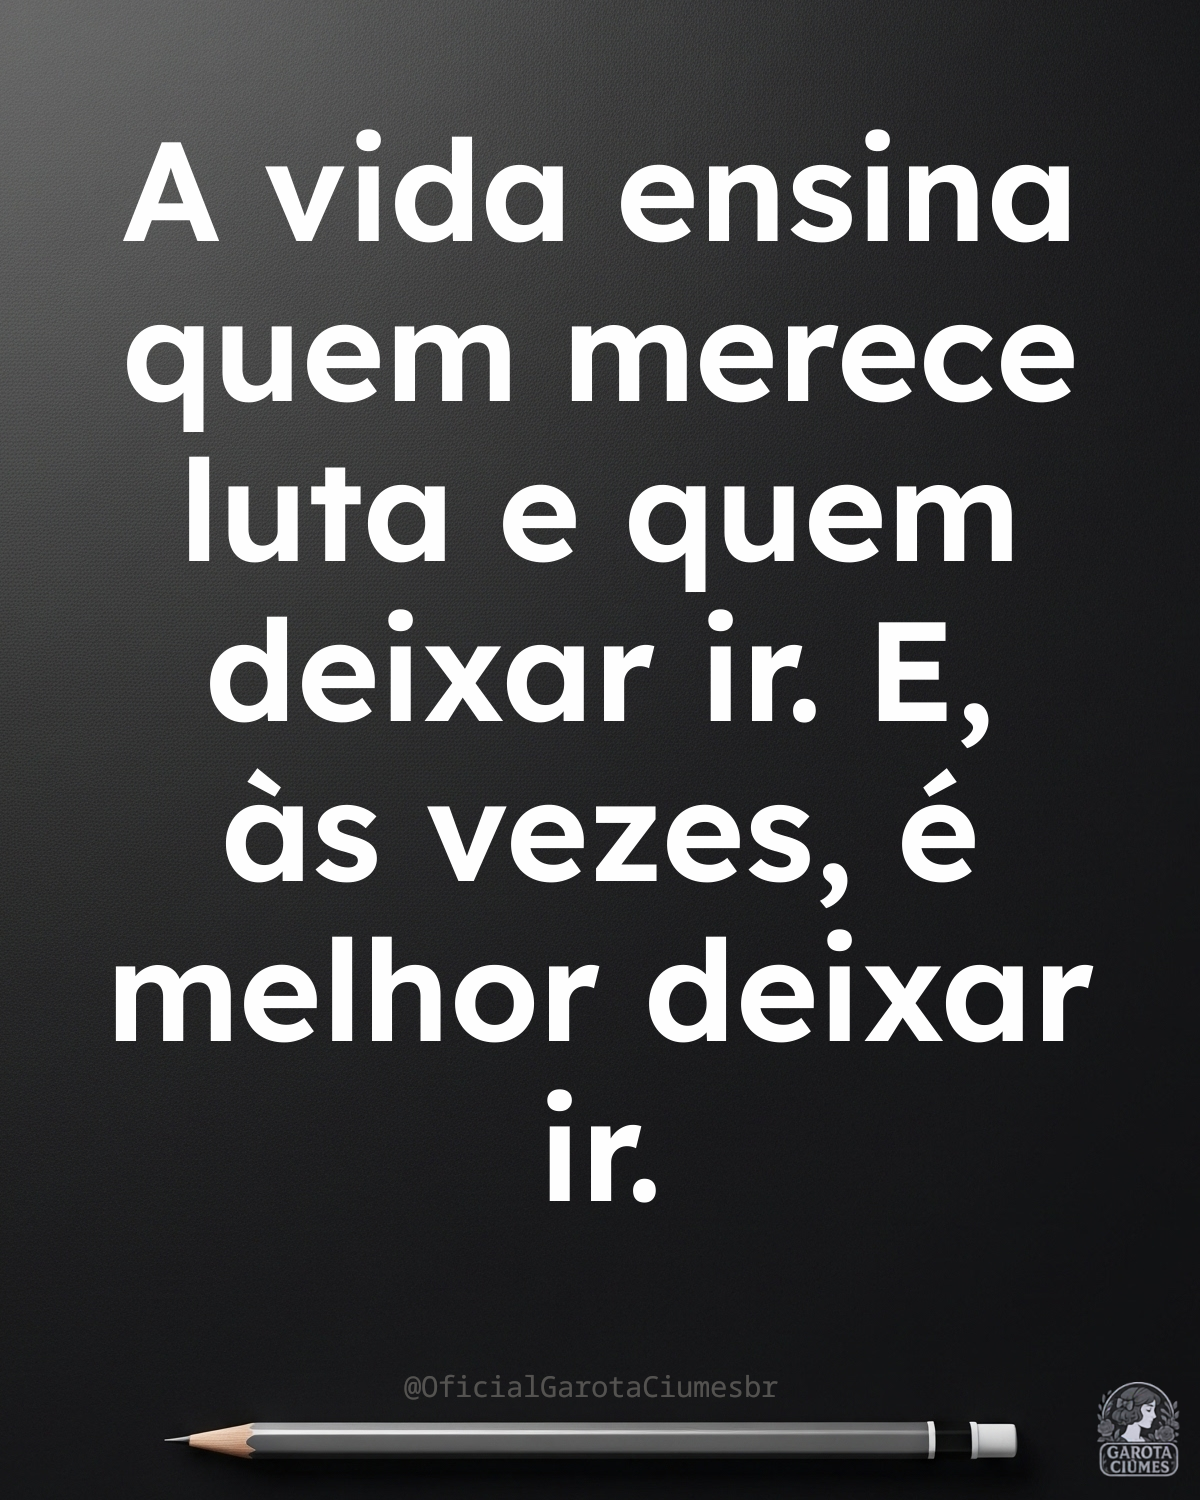 A vida ensina
quem merece
luta e quem
deixar ir. E,
às vezes, é
melhor deixar
ir.
@OficialGarotaCiumesbr
GAROTA
CIÚMES